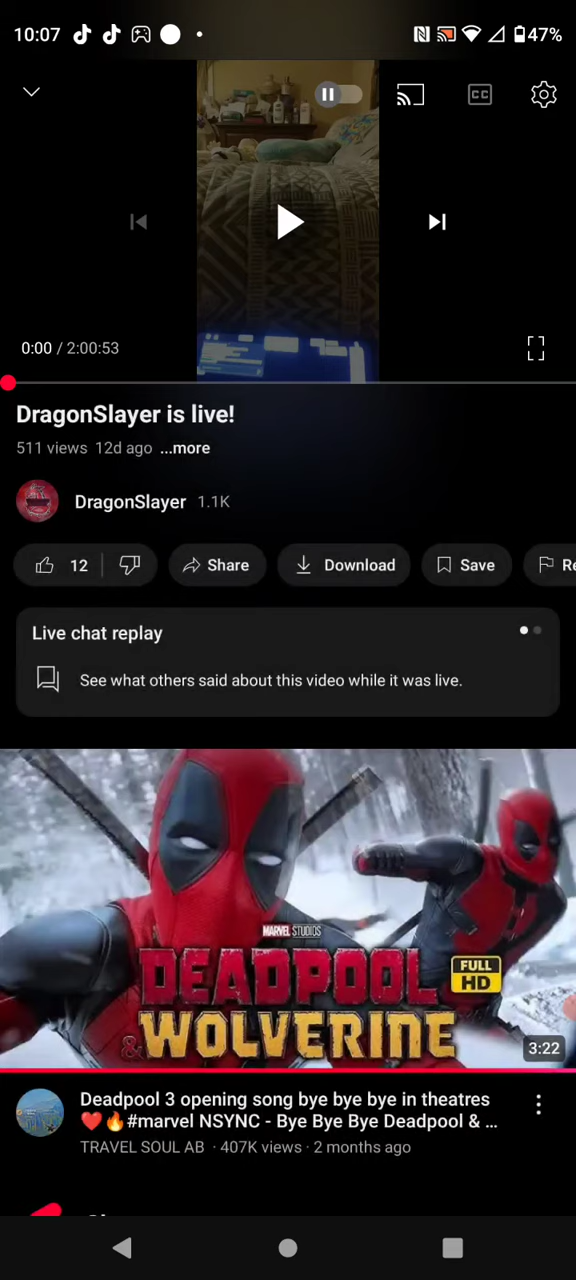 10:07
47%
CC
0:00 / 2:00:53
DragonSlayer is live!
511 views 12d ago ...more
DragonSlayer 1.1K
12
Share
Download
Save
Re
Live chat replay
See what others said about this video while it was live.
MARVEL STUDIOS
DEADPOOL
& WOLVERINE
FULL
HD
3:22
Deadpool 3 opening song bye bye bye in theatres
❤️🔥#marvel NSYNC - Bye Bye Bye Deadpool & ...
TRAVEL SOUL AB · 407K views · 2 months ago